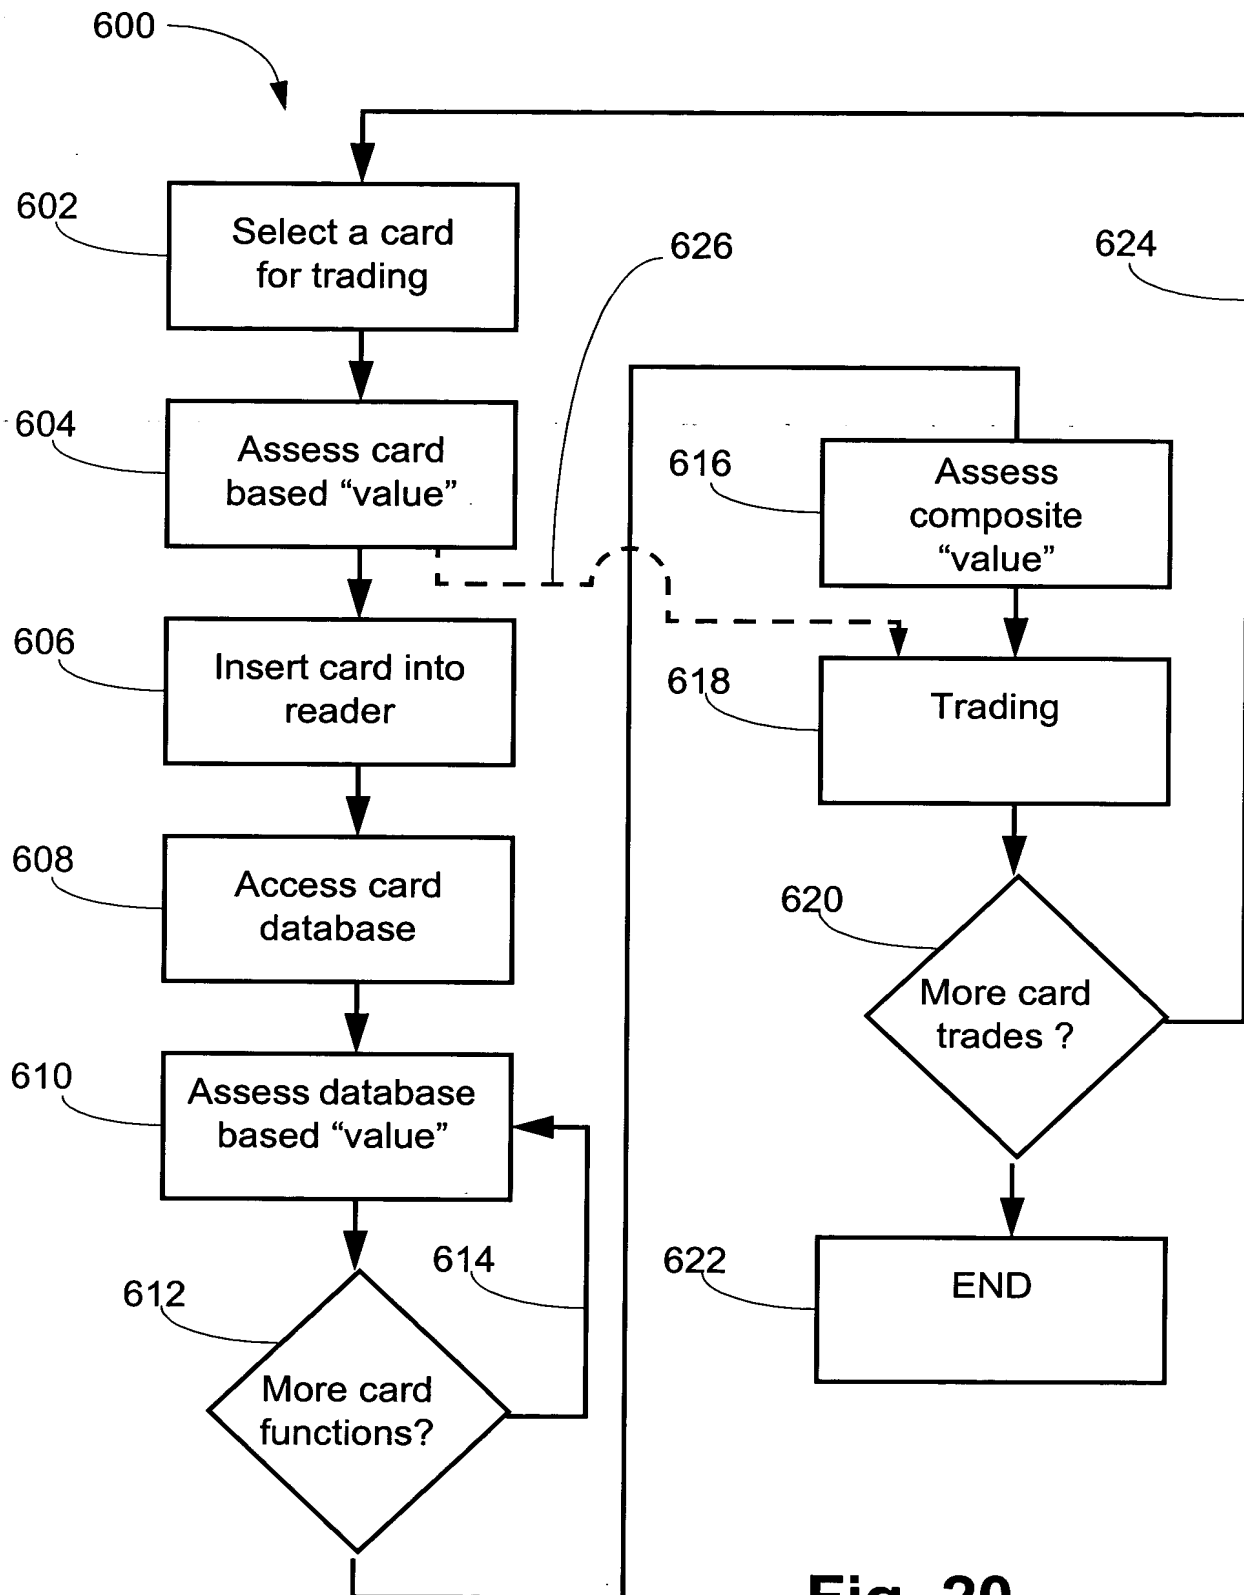 600
602
Select a card
for trading
626
624
604
Assess card
based “value”
616
Assess
composite
“value”
606
Insert card into
reader
618
Trading
608
Access card
database
620
More card
trades ?
610
Assess database
based “value”
614
622
END
612
More card
functions?
Fig. 20